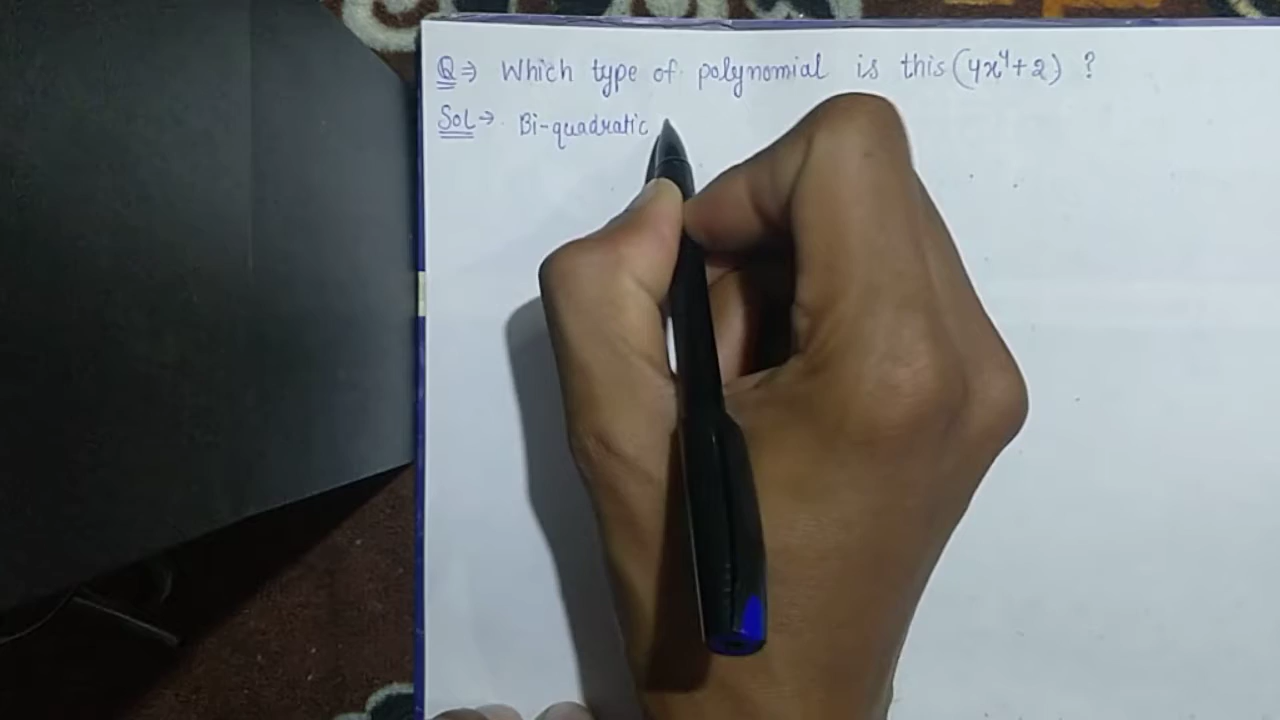 Q⇒ Which type of polynomial is this (4x⁴+2) ?
Sol→ Bi-quadratic